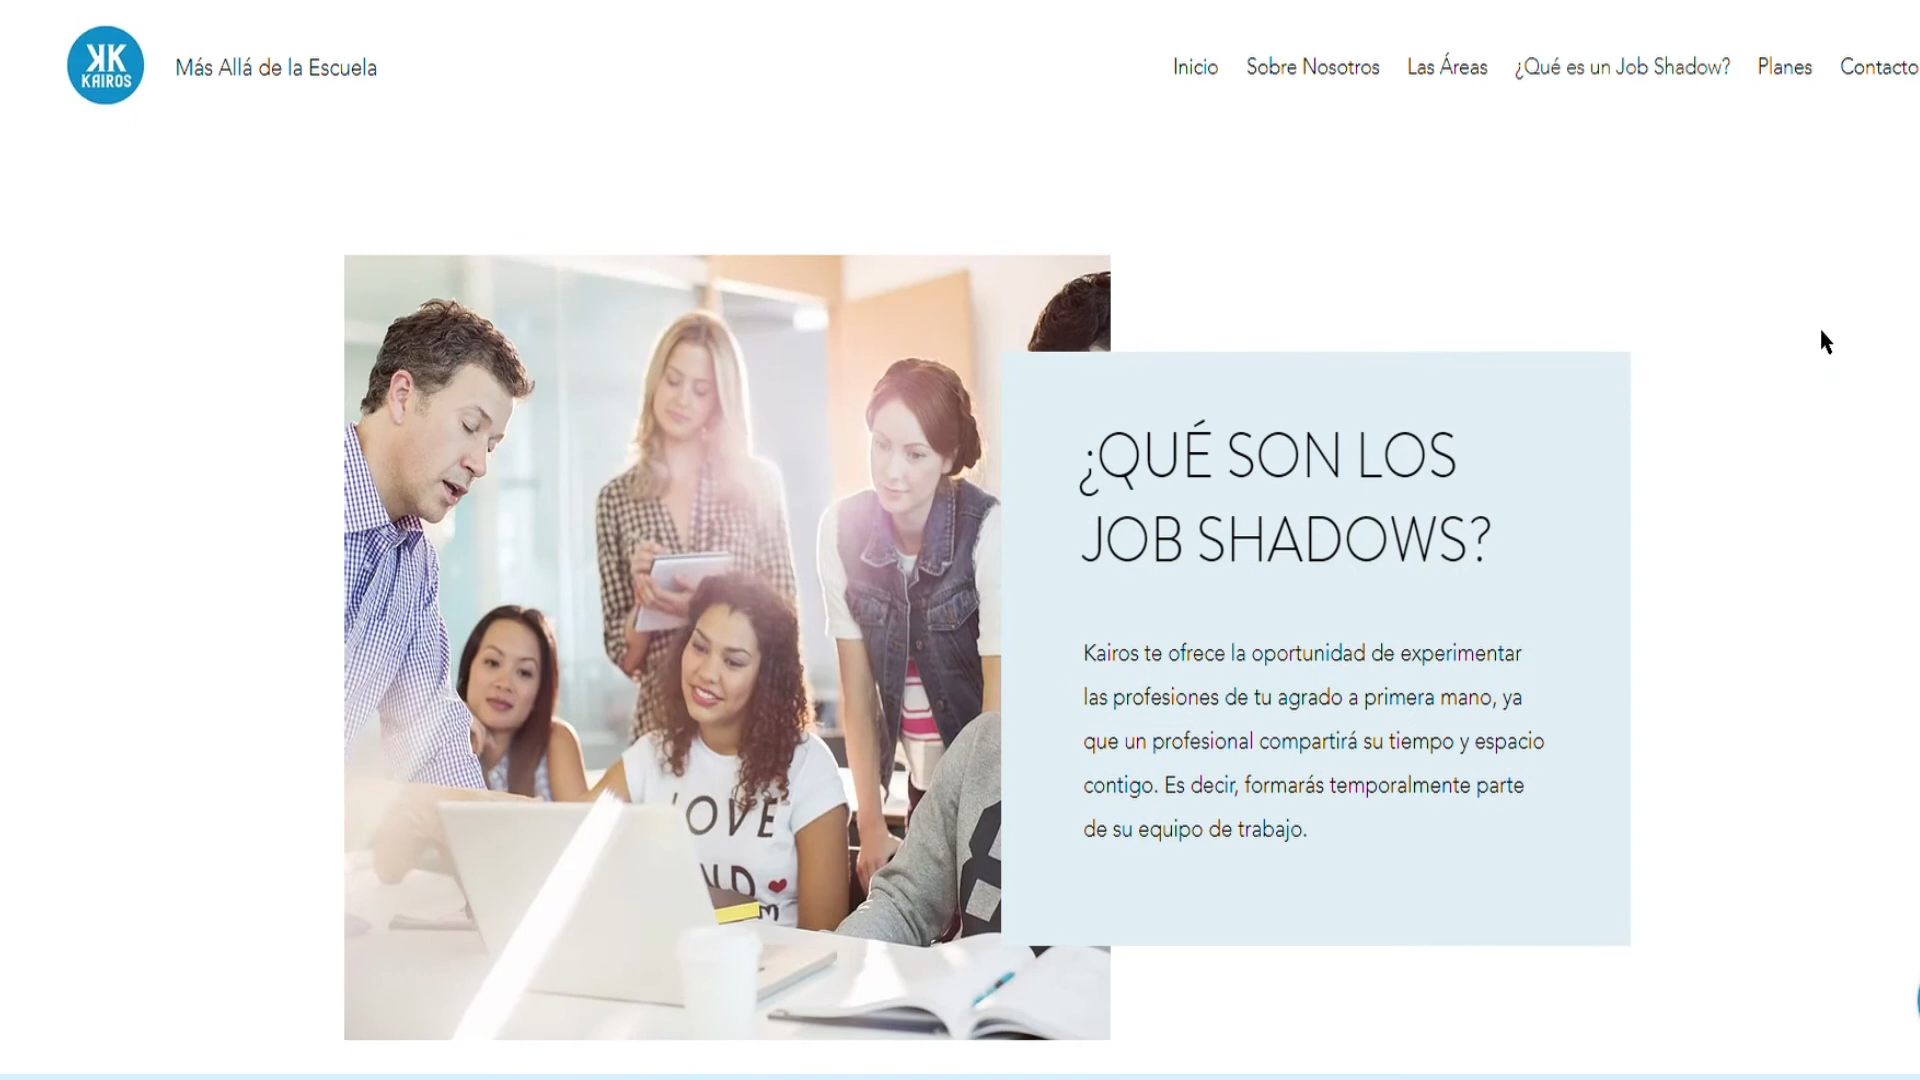 KK
KAIROS
Más Allá de la Escuela
Inicio
Sobre Nosotros
Las Áreas
¿Qué es un Job Shadow?
Planes
Contacto
¿QUÉ SON LOS
JOB SHADOWS?
Kairos te ofrece la oportunidad de experimentar
las profesiones de tu agrado a primera mano, ya
que un profesional compartirá su tiempo y espacio
contigo. Es decir, formarás temporalmente parte
de su equipo de trabajo.
LOVE